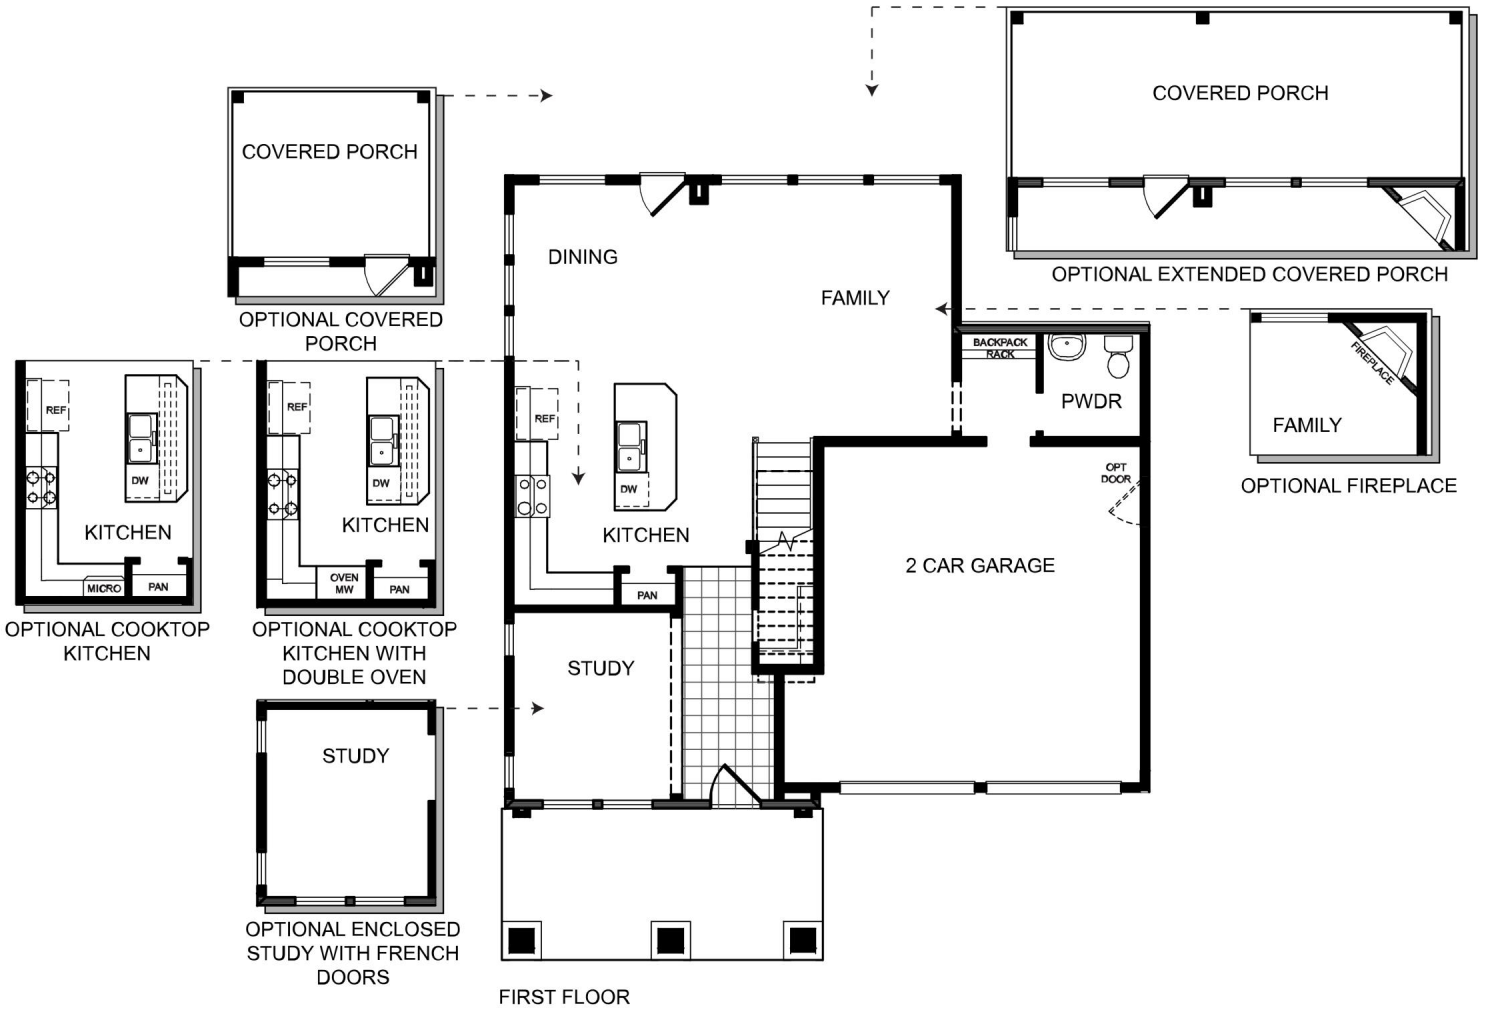 COVERED PORCH
OPTIONAL EXTENDED COVERED PORCH
COVERED PORCH
OPTIONAL COVERED
PORCH
DINING
FAMILY
BACKPACK
RACK
PWDR
FIREPLACE
FAMILY
OPTIONAL FIREPLACE
REF
DW
KITCHEN
MICRO
PAN
OPTIONAL COOKTOP
KITCHEN
REF
DW
KITCHEN
OVEN
MW
PAN
OPTIONAL COOKTOP
KITCHEN WITH
DOUBLE OVEN
REF
DW
KITCHEN
PAN
OPT
DOOR
2 CAR GARAGE
STUDY
STUDY
OPTIONAL ENCLOSED
STUDY WITH FRENCH
DOORS
FIRST FLOOR